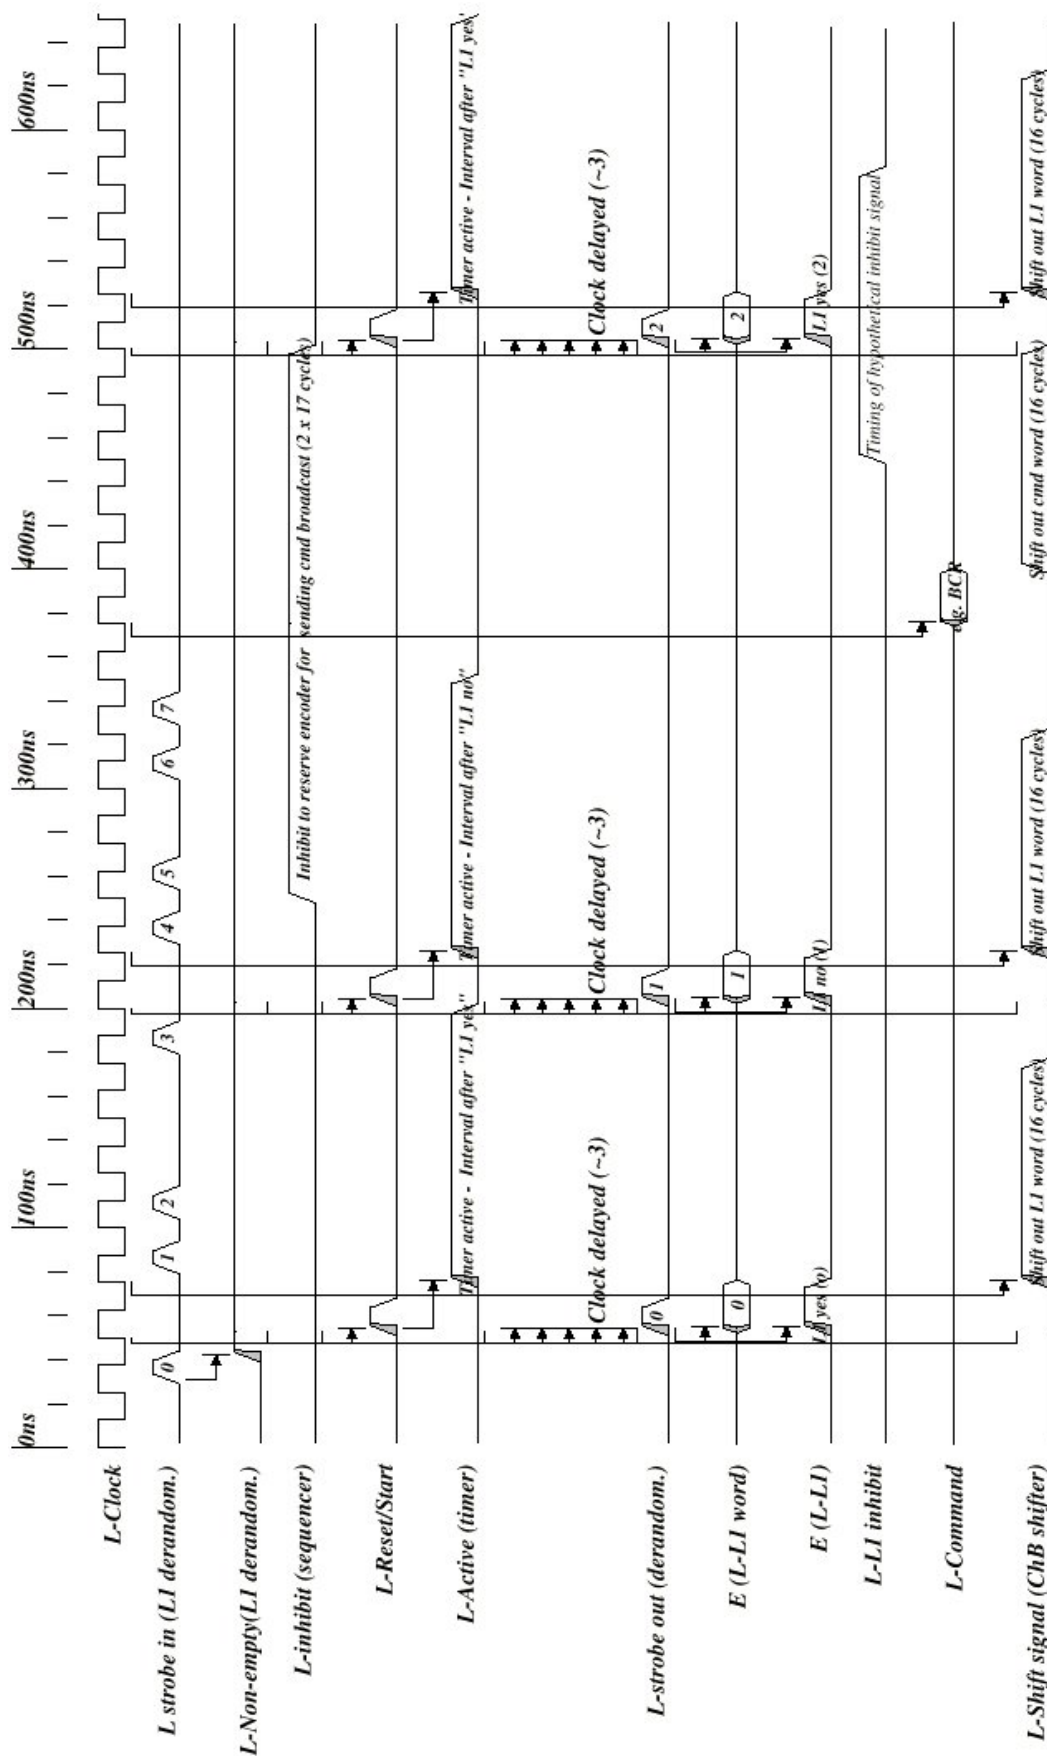 0ns 100ns 200ns 300ns 400ns 500ns 600ns
L-Clock
L strobe in (L1 derandom.) 0 1 2 3 4 5 6 7
L-Non-empty(L1 derandom.)
L-inhibit (sequencer) Inhibit to reserve encoder for sending cmd broadcast (2 x 17 cycles)
L-Reset/Start
L-Active (timer) Timer active - Interval after "L1 yes" Timer active - Interval after "L1 no" Timer active - Interval after "L1 yes"
Clock delayed (~3) Clock delayed (~3) Clock delayed (~3)
L-strobe out (derandom.) 0 1 2
E (L-L1 word) 0 1 2
E (L-L1) L1 yes (o) L1 no (1) L1 yes (2)
L-L1 inhibit Timing of hypothetical inhibit signal
L-Command e.g. BCR
L-Shift signal (ChB shifter) Shift out L1 word (16 cycles) Shift out L1 word (16 cycles) Shift out cmd word (16 cycles) Shift out L1 word (16 cycles)